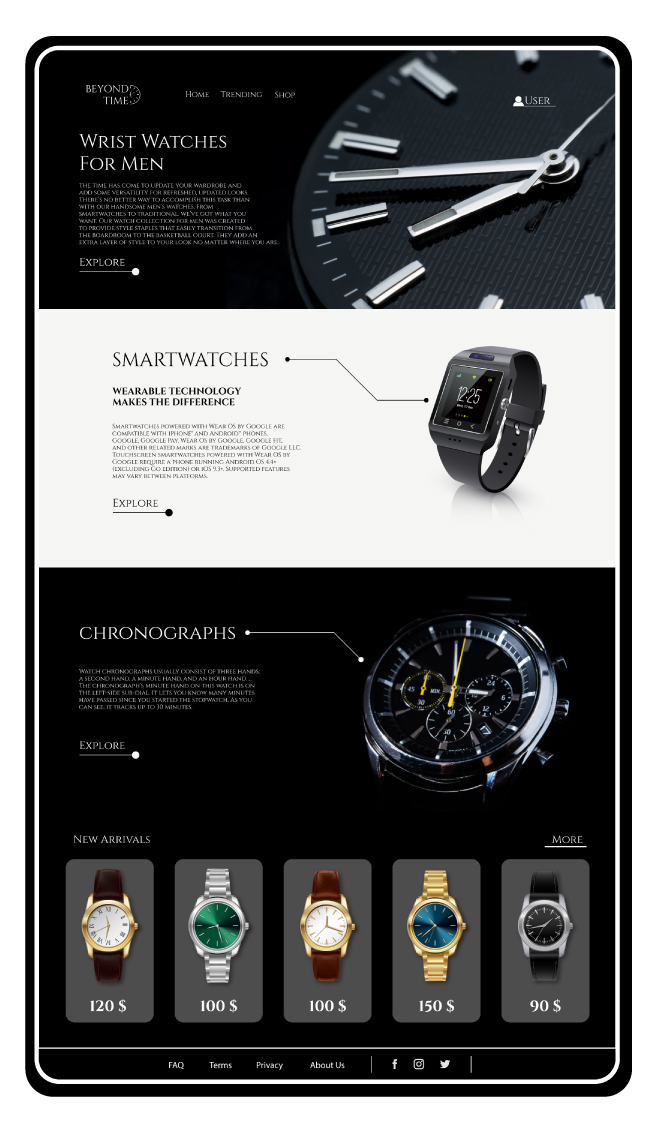 BEYOND
TIME
Home Trending Shop
User
Wrist Watches
For Men
The time has come to update your wardrobe and
add some versatility for refreshed, updated looks.
There's no better way to accomplish this task than
with our handsome men's watches. From
smartwatches to traditional, we've got what you
want. Our watch collection for men was created
to provide style staples that easily transition from
the boardroom to the basketball court. They add an
extra layer of style to your look no matter where you are.
Explore
SMARTWATCHES
WEARABLE TECHNOLOGY
MAKES THE DIFFERENCE
Smartwatches powered with Wear OS by Google are
compatible with iPhone® and Android™ phones.
Google, Google Pay, Wear OS by Google, Google Fit,
and other related marks are trademarks of Google LLC.
Touchscreen smartwatches powered with Wear OS by
Google require a phone running Android OS 4.4+
(excluding Go edition) or iOS 9.3+. Supported features
may vary between platforms.
12:25
Explore
CHRONOGRAPHS
Watch chronographs usually consist of three hands:
a second hand, a minute hand, and an hour hand. ...
The chronograph's minute hand on this watch is on
the left-side sub-dial. It lets you know many minutes
have passed since you started the stopwatch. As you
can see, it tracks up to 30 minutes.
45
15
30
60
30
12
6
Explore
New Arrivals
More
120 $ 100 $ 100 $ 150 $ 90 $
FAQ Terms Privacy About Us